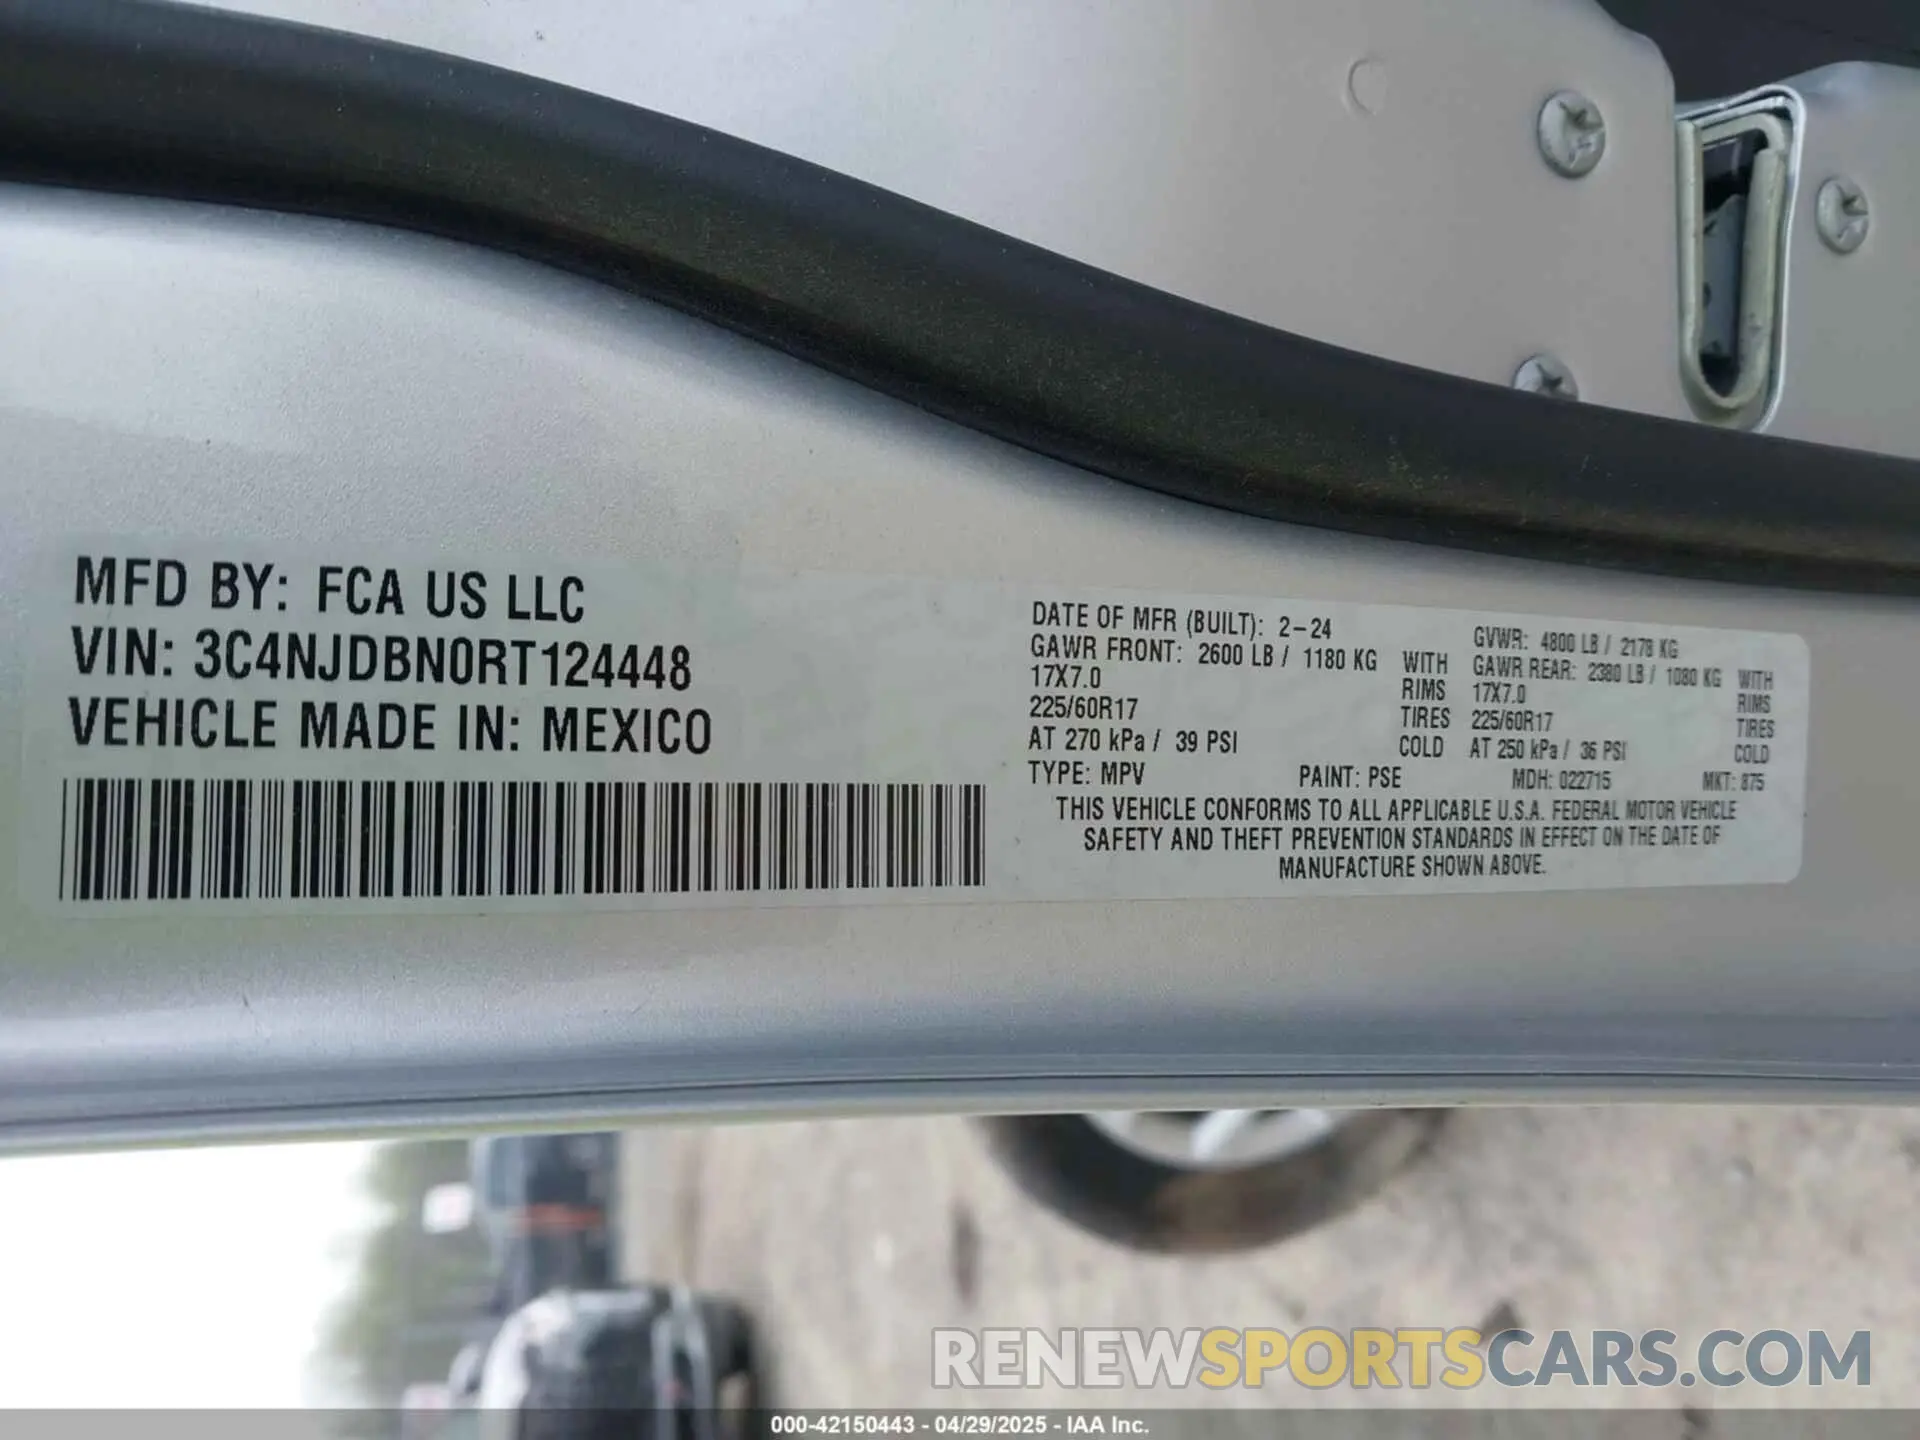 MFD BY: FCA US LLC
VIN: 3C4NJDBN0RT124448
VEHICLE MADE IN: MEXICO
DATE OF MFR (BUILT): 2-24 GVWR: 4800 LB / 2178 KG
GAWR FRONT: 2600 LB / 1180 KG WITH GAWR REAR: 2380 LB / 1080 KG WITH
17X7.0 RIMS 17X7.0 RIMS
225/60R17 TIRES 225/60R17 TIRES
AT 270 kPa / 39 PSI COLD AT 250 kPa / 36 PSI COLD
TYPE: MPV PAINT: PSE MDH: 022715 MKT: 875
THIS VEHICLE CONFORMS TO ALL APPLICABLE U.S.A. FEDERAL MOTOR VEHICLE
SAFETY AND THEFT PREVENTION STANDARDS IN EFFECT ON THE DATE OF
MANUFACTURE SHOWN ABOVE.
RENEWSPORTSCARS.COM
000-42150443 - 04/29/2025 - IAA Inc.